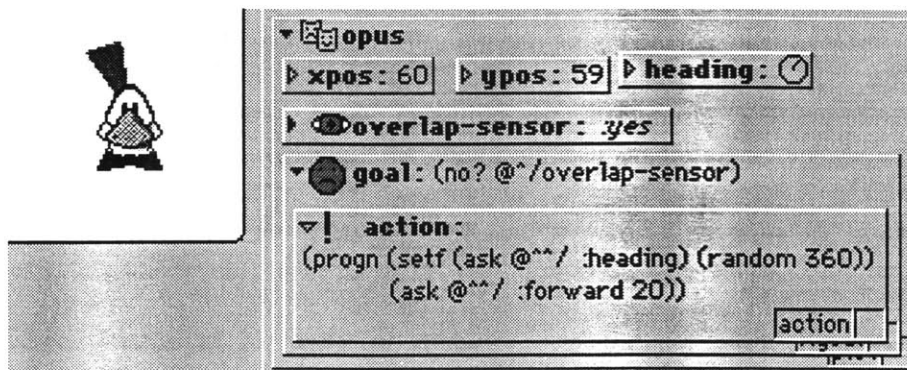 opus
xpos: 60 ypos: 59 heading:
overlap-sensor: :yes
goal: (no? @^/overlap-sensor)
! action:
(progn (setf (ask @^^/ :heading) (random 360))
(ask @^^/ :forward 20))
action